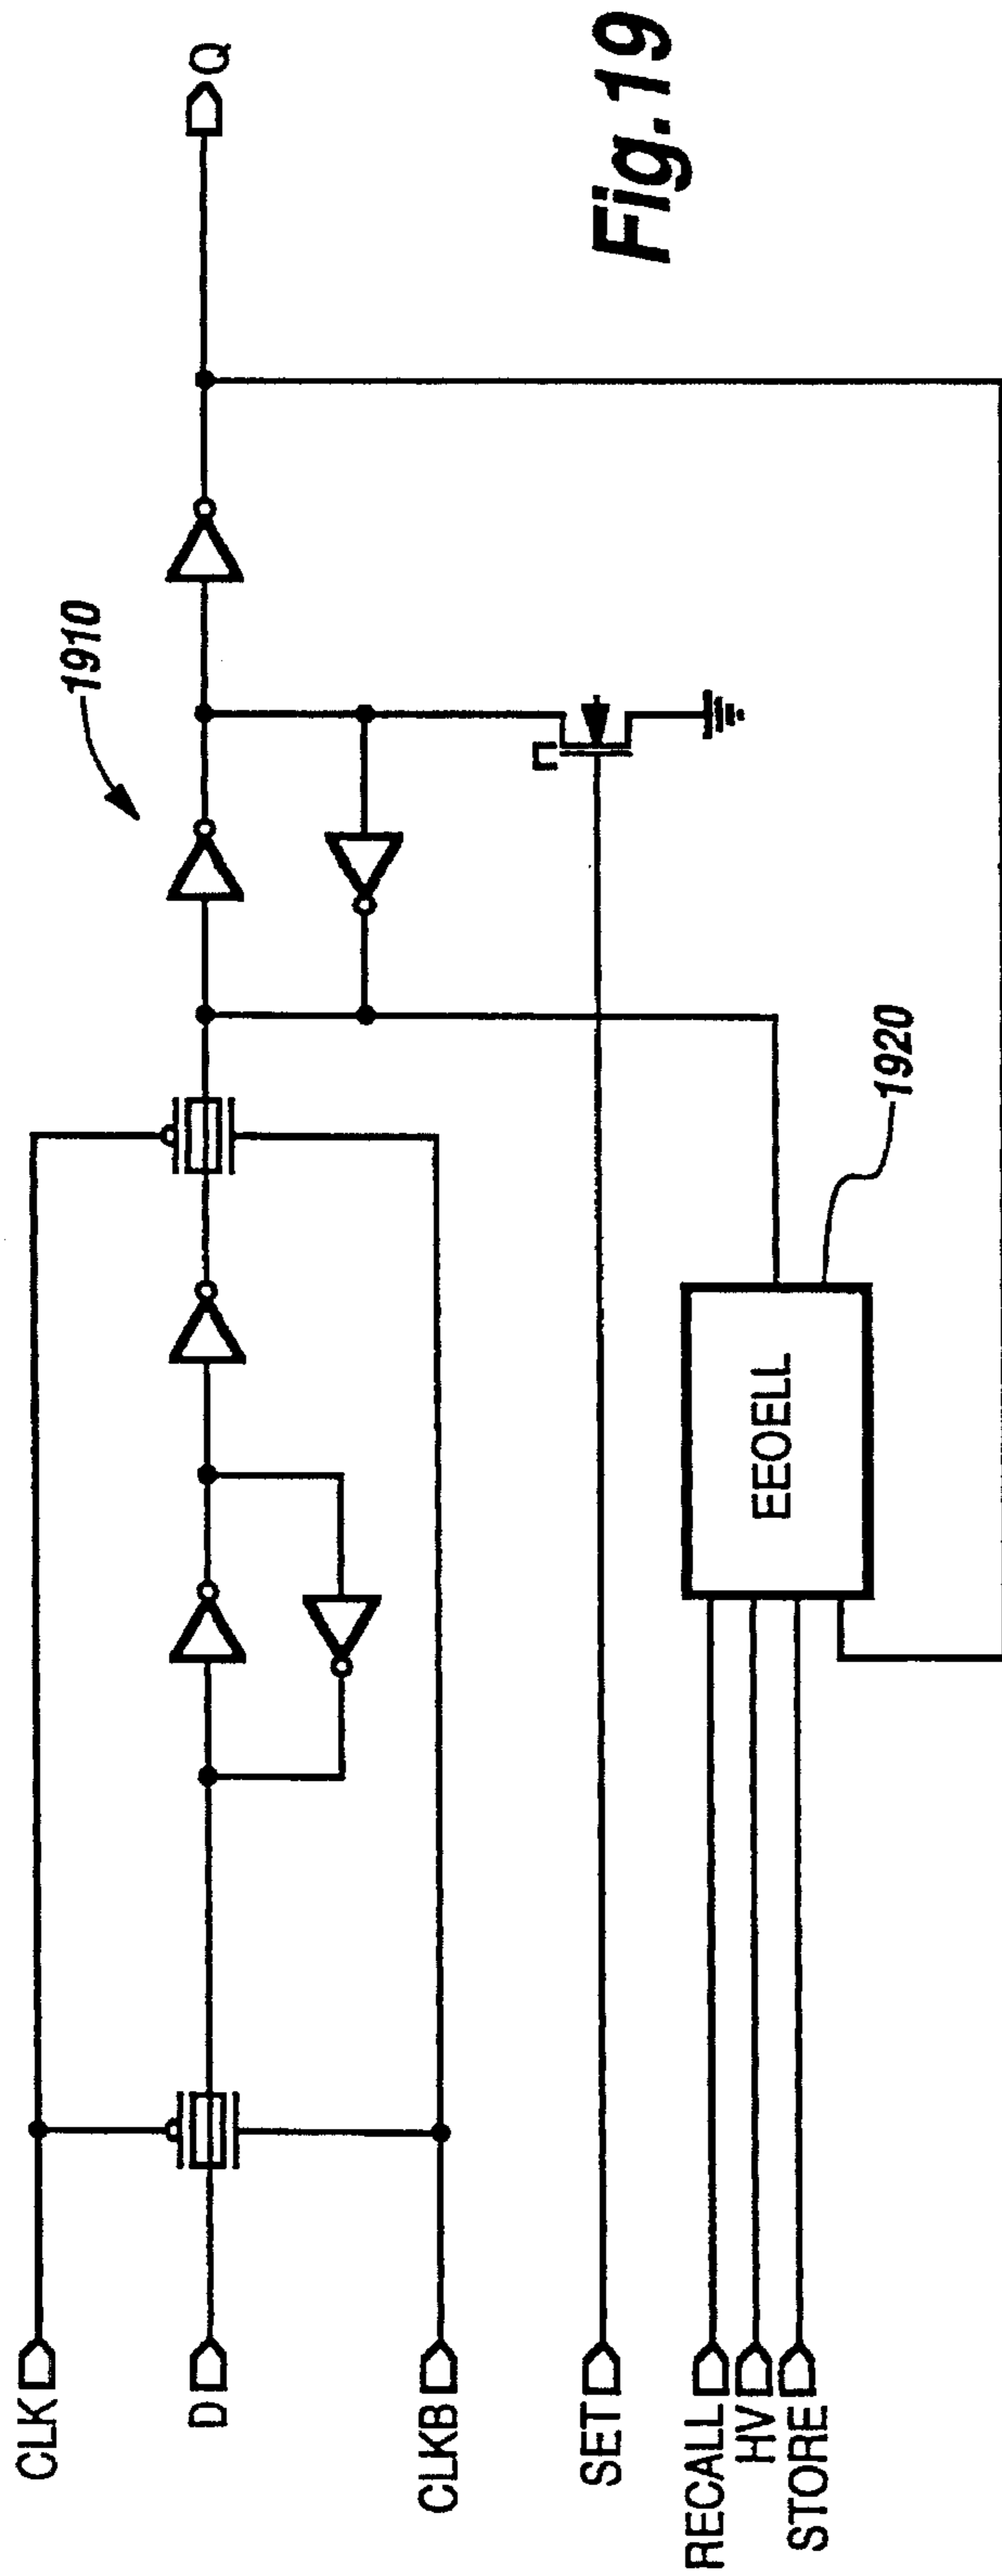 CLK
D
CLKB
SET
RECALL
HV
STORE
1910
EEOELL
1920
Q
Fig.19